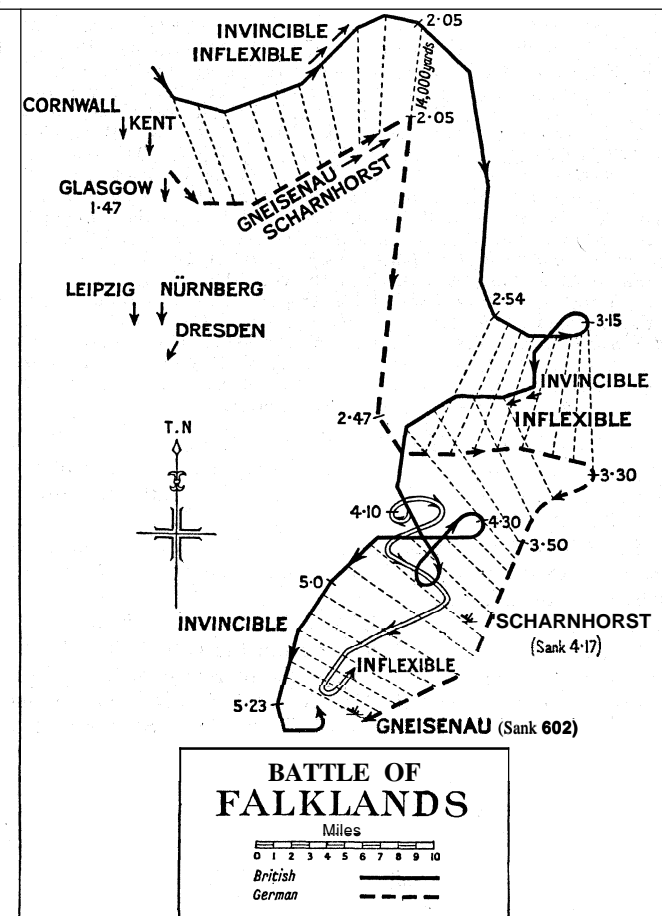 INVINCIBLE
INFLEXIBLE
2·05
14,000 yards
2·05
CORNWALL
KENT
GLASGOW
1·47
GNEISENAU
SCHARNHORST
LEIPZIG
NÜRNBERG
DRESDEN
2·54
3·15
INVINCIBLE
INFLEXIBLE
2·47
T.N
3·30
4·10
4·30
3·50
5·0
INVINCIBLE
SCHARNHORST
(Sank 4·17)
INFLEXIBLE
5·23
GNEISENAU (Sank 602)
BATTLE OF
FALKLANDS
Miles
0 1 2 3 4 5 6 7 8 9 10
British
German